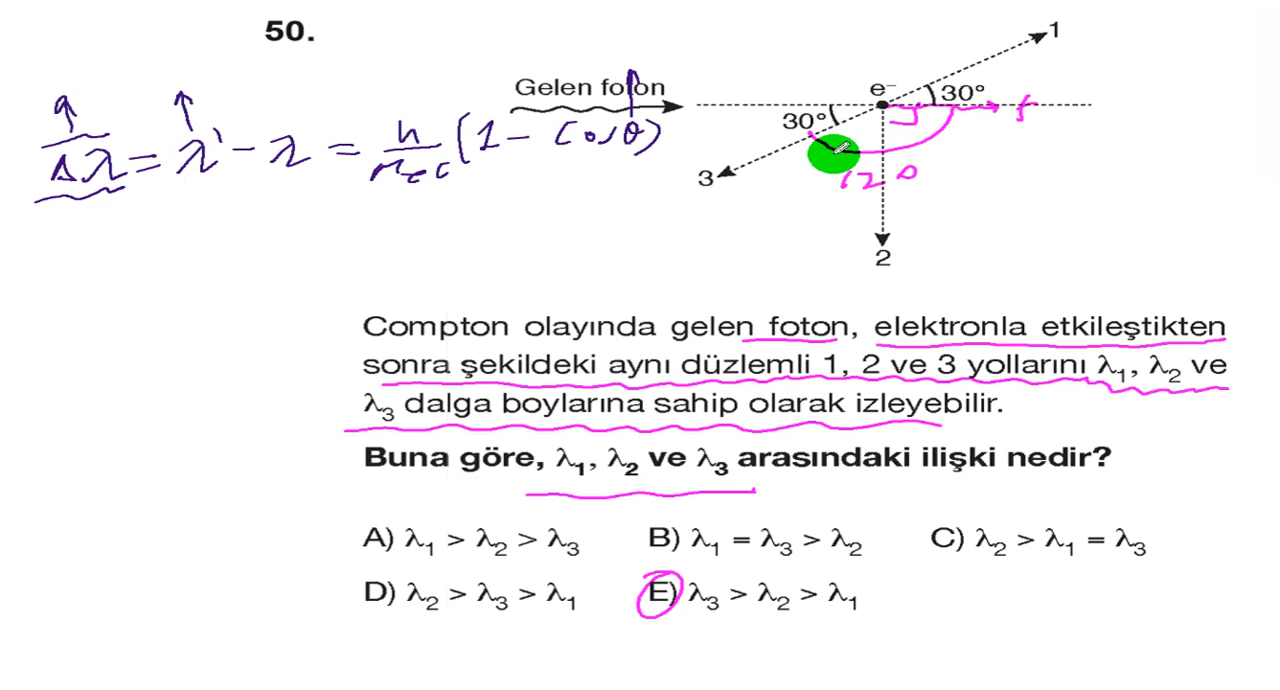 50.
Gelen foton
e⁻
30°
1
30°
3
120
2
Δλ = λ' - λ = h/mₑc (1 - Cosθ)
Compton olayında gelen foton, elektronla etkileştikten
sonra şekildeki aynı düzlemli 1, 2 ve 3 yollarını λ₁, λ₂ ve
λ₃ dalga boylarına sahip olarak izleyebilir.
Buna göre, λ₁, λ₂ ve λ₃ arasındaki ilişki nedir?
A) λ₁ > λ₂ > λ₃ B) λ₁ = λ₃ > λ₂ C) λ₂ > λ₁ = λ₃
D) λ₂ > λ₃ > λ₁ E) λ₃ > λ₂ > λ₁